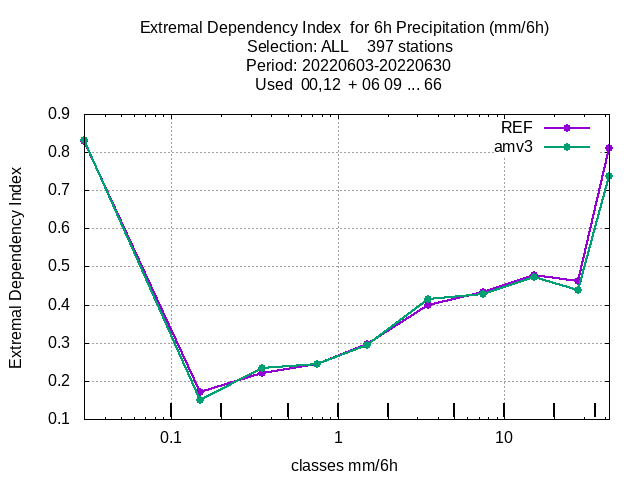 Extremal Dependency Index  for 6h Precipitation (mm/6h)
Selection: ALL    397 stations
Period: 20220603-20220630
Used  00,12  + 06 09 ... 66
REF
amv3
Extremal Dependency Index
0.9
0.8
0.7
0.6
0.5
0.4
0.3
0.2
0.1
0.1
1
10
classes mm/6h